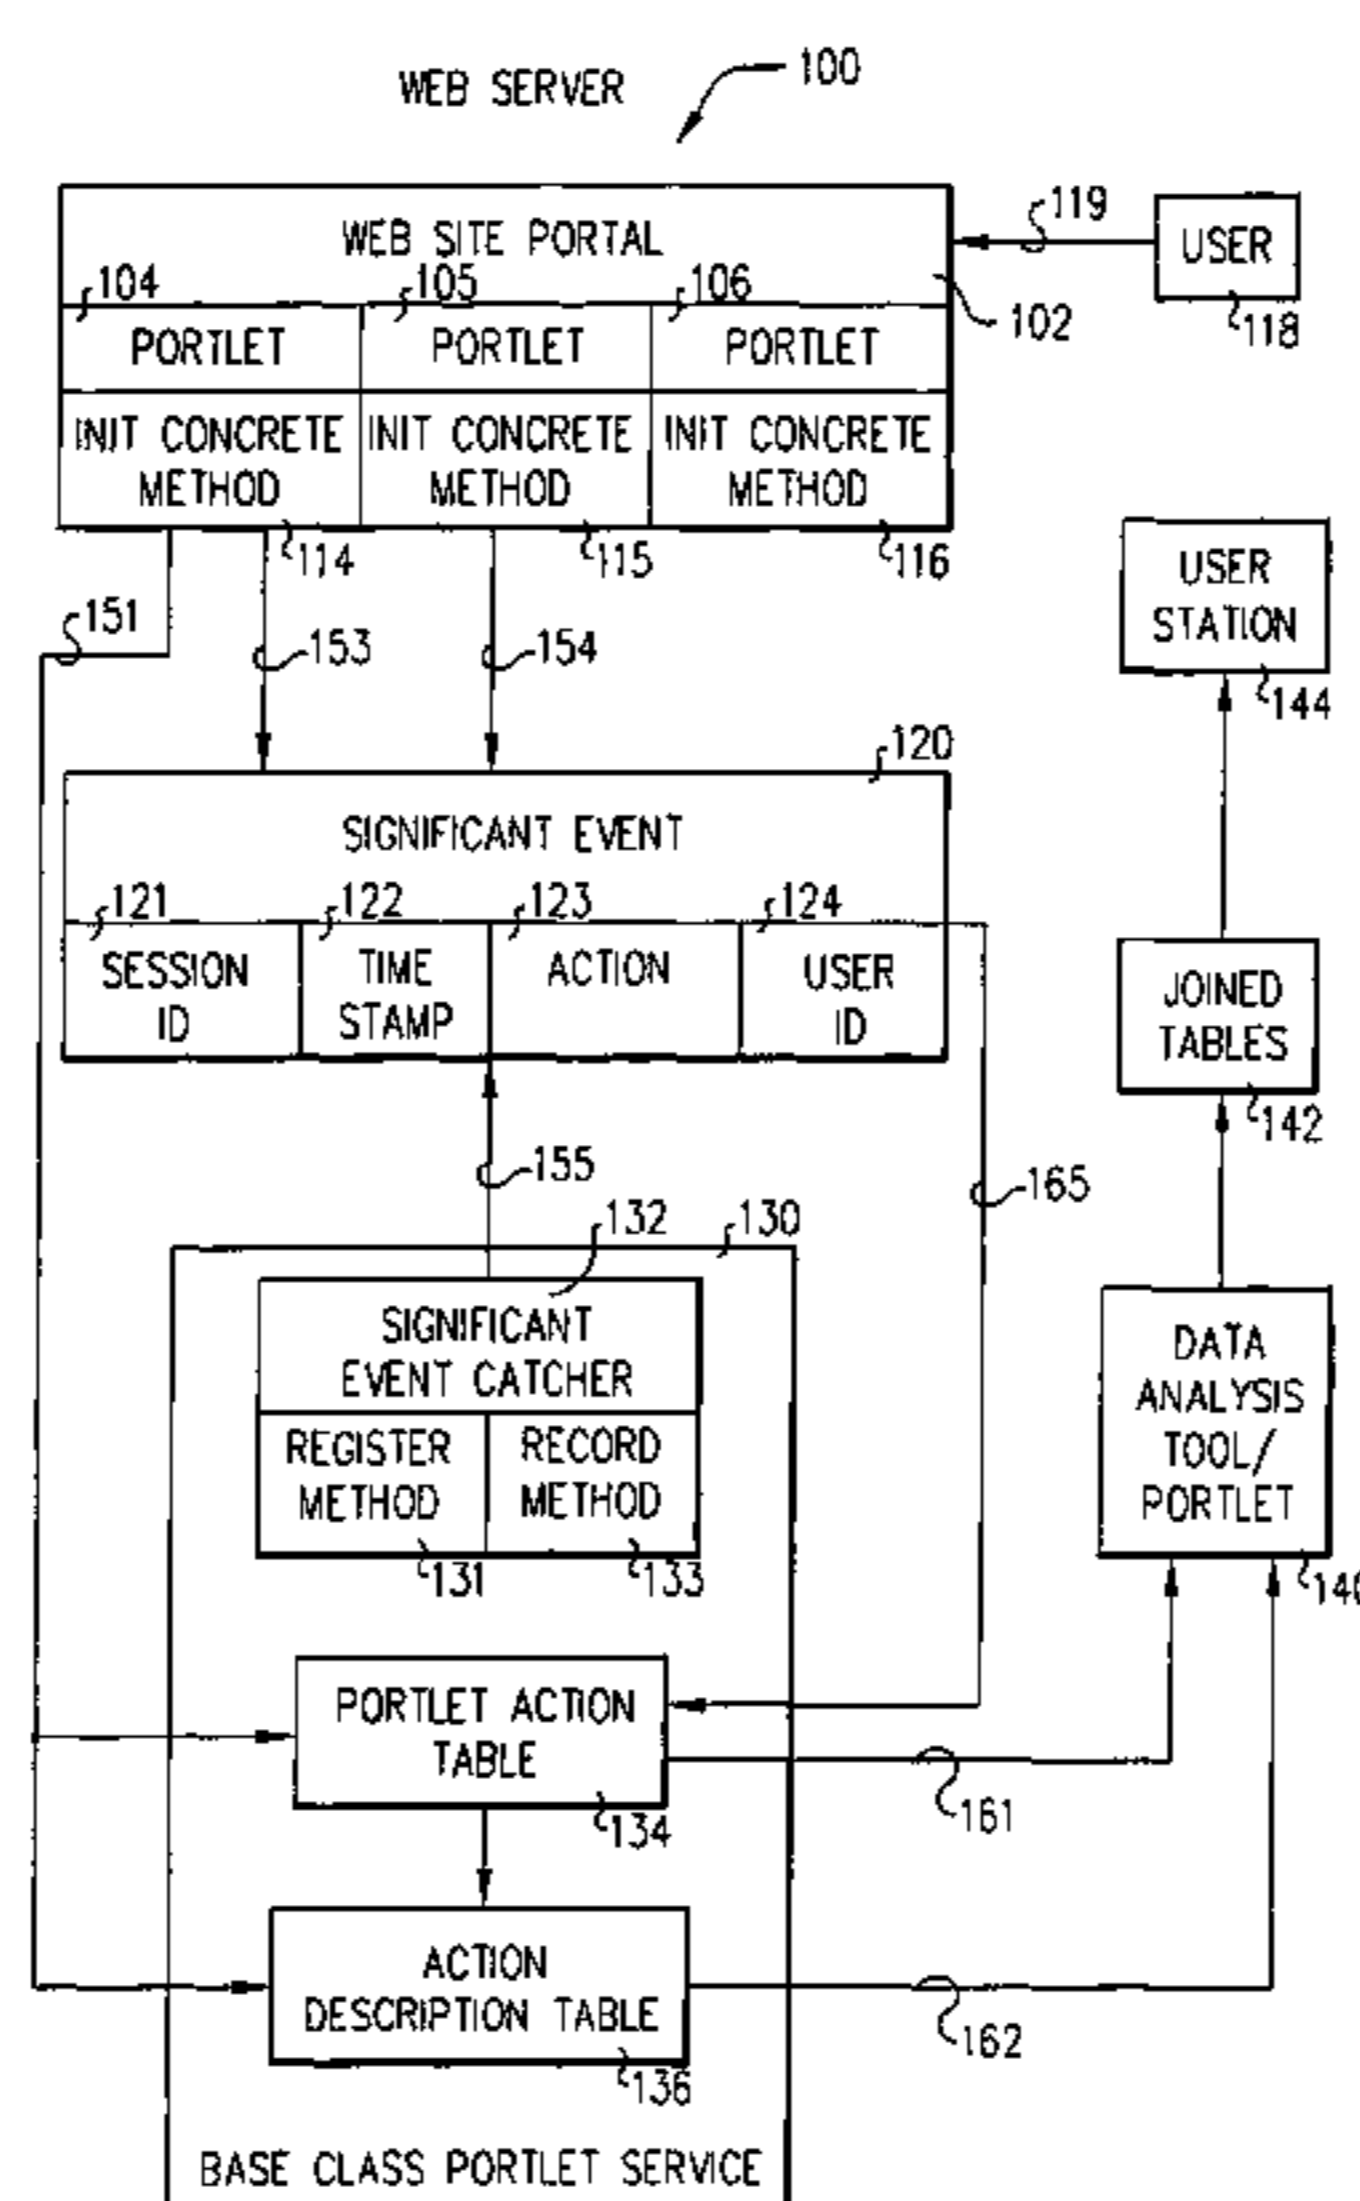 WEB SERVER
100
WEB SITE PORTAL
119
USER
118
102
104
105
106
PORTLET
PORTLET
PORTLET
INIT CONCRETE
METHOD
INIT CONCRETE
METHOD
INIT CONCRETE
METHOD
114
115
116
151
153
154
USER
STATION
144
120
SIGNIFICANT EVENT
121
122
123
124
SESSION
ID
TIME
STAMP
ACTION
USER
ID
JOINED
TABLES
142
155
165
132
130
SIGNIFICANT
EVENT CATCHER
REGISTER
METHOD
RECORD
METHOD
131
133
DATA
ANALYSIS
TOOL/
PORTLET
PORTLET ACTION
TABLE
134
161
ACTION
DESCRIPTION TABLE
136
162
BASE CLASS PORTLET SERVICE